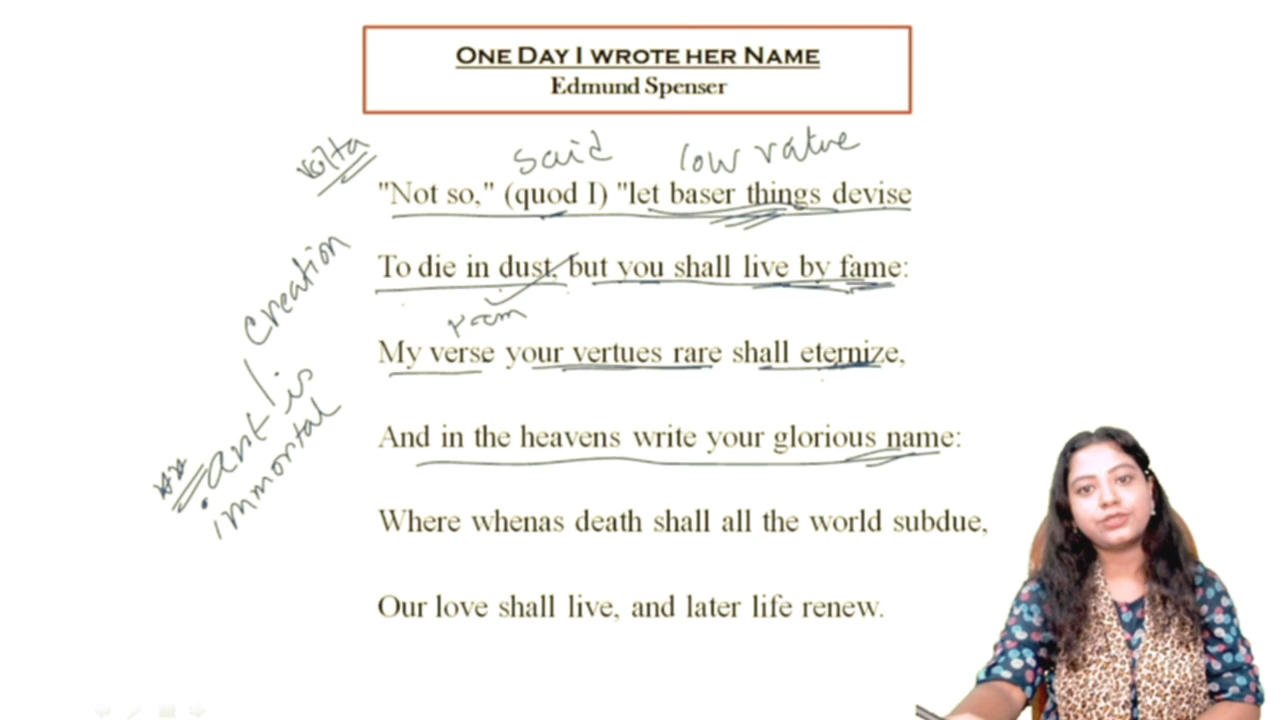 ONE DAY I WROTE HER NAME
Edmund Spenser
volta
said low value
"Not so," (quod I) "let baser things devise
To die in dust, but you shall live by fame:
poem
My verse your vertues rare shall eternize,
And in the heavens write your glorious name:
Where whenas death shall all the world subdue,
Our love shall live, and later life renew.
art / creation
is
immortal